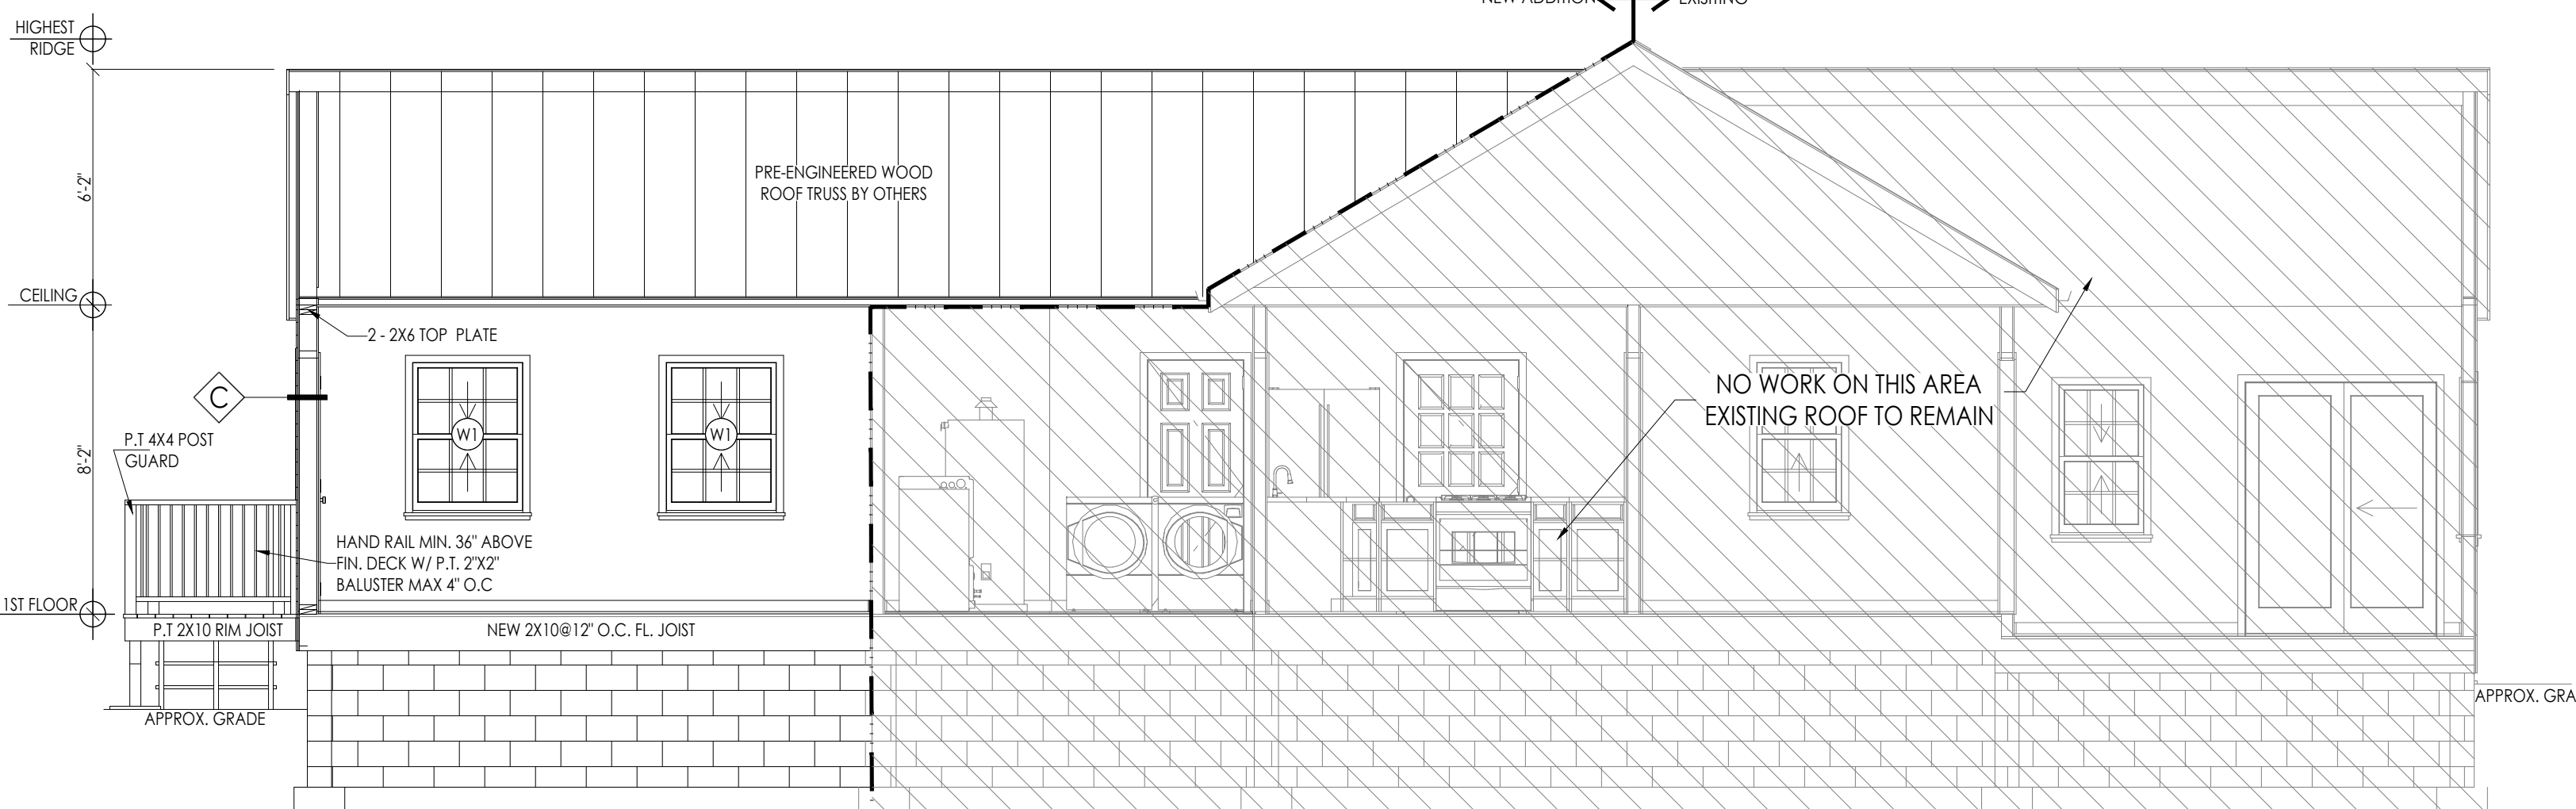 NEW ADDITION
EXISTING
HIGHEST
RIDGE
6'-2"
PRE-ENGINEERED WOOD
ROOF TRUSS BY OTHERS
CEILING
2 - 2X6 TOP PLATE
C
NO WORK ON THIS AREA
EXISTING ROOF TO REMAIN
W1
W1
P.T 4X4 POST
GUARD
8'-2"
HAND RAIL MIN. 36" ABOVE
FIN. DECK W/ P.T. 2"X2"
BALUSTER MAX 4" O.C
1ST FLOOR
P.T 2X10 RIM JOIST
NEW 2X10@12" O.C. FL. JOIST
APPROX. GRADE
APPROX. GRA